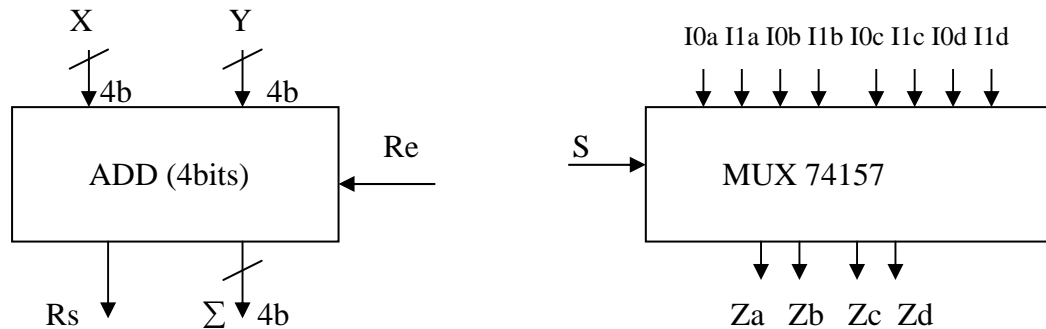 X Y
4b 4b
ADD (4bits)
Re
Rs ∑ 4b
I0a I1a I0b I1b I0c I1c I0d I1d
S
MUX 74157
Za Zb Zc Zd